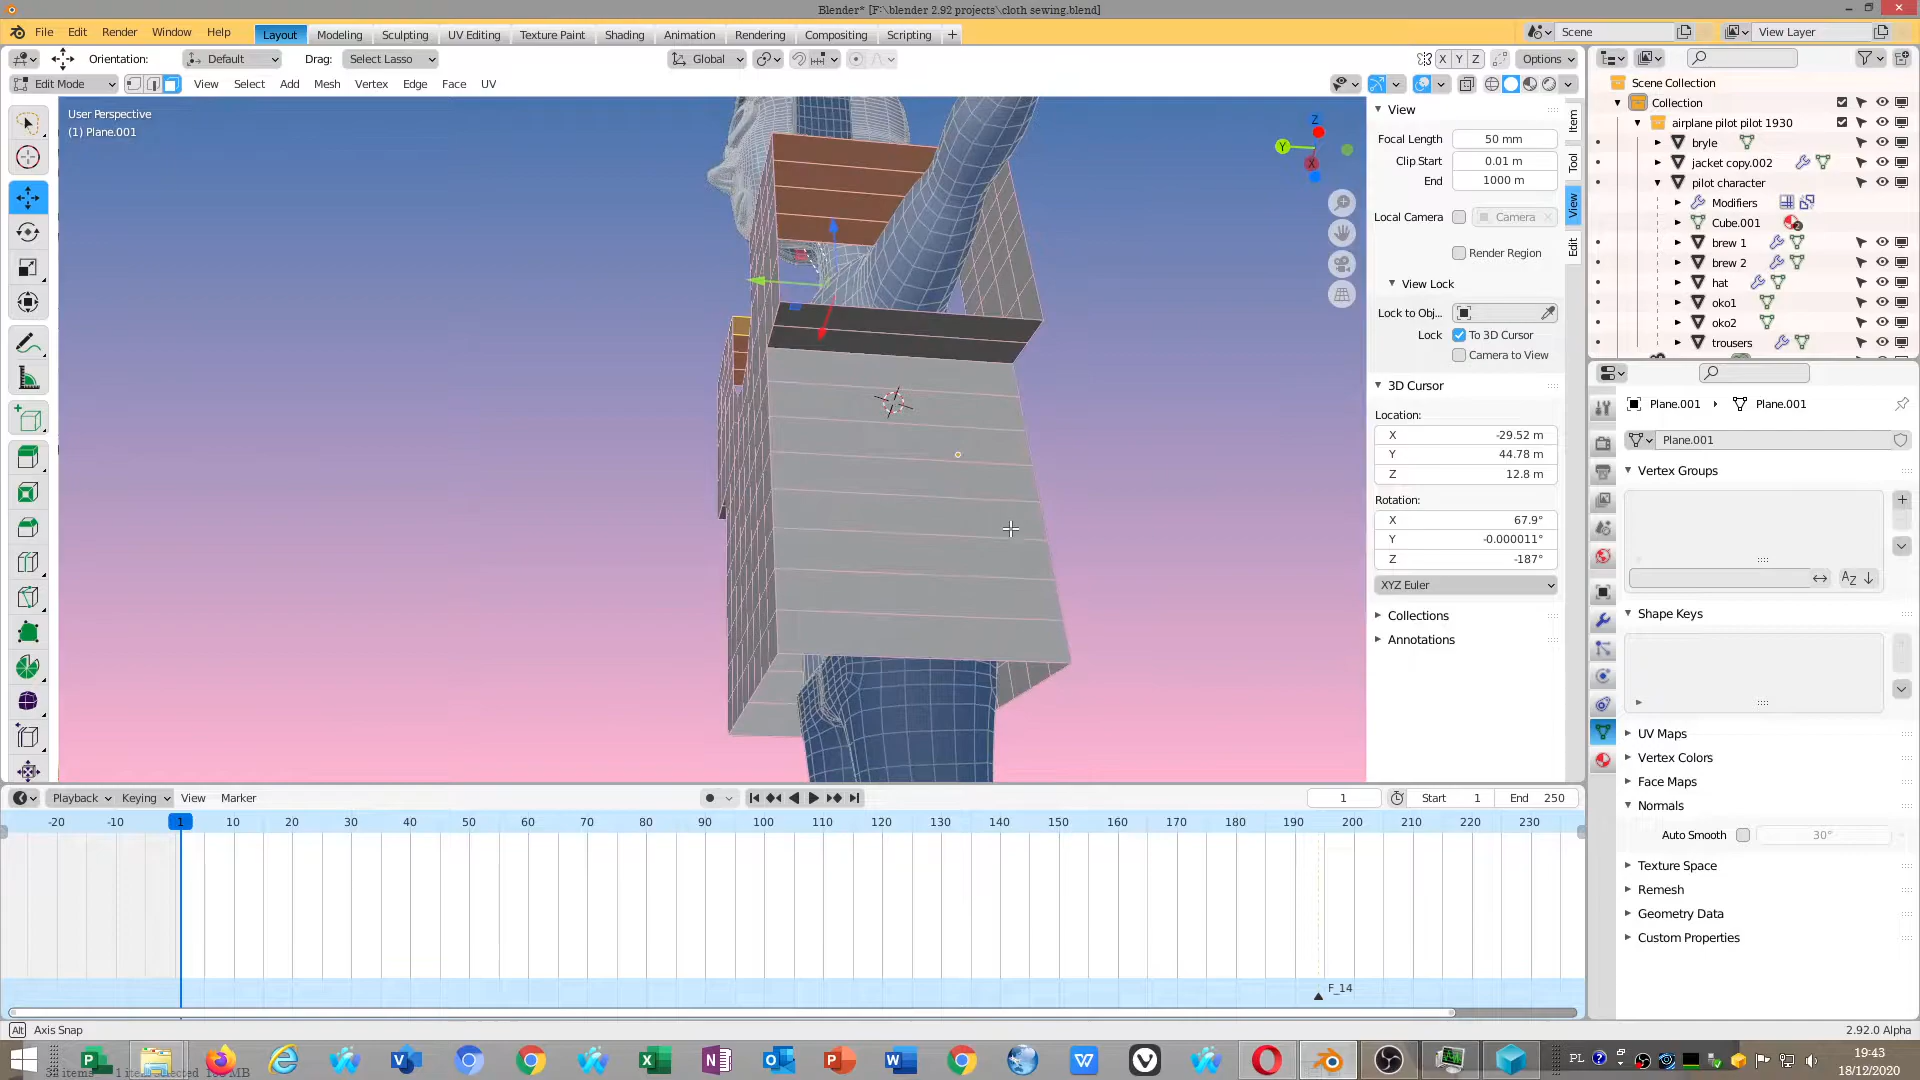 Blender* [F:\blender 2.92 projects\cloth sewing.blend]
File Edit Render Window Help Layout Modeling Sculpting UV Editing Texture Paint Shading Animation Rendering Compositing Scripting + Scene View Layer
Orientation: Default Drag: Select Lasso Global X Y Z Options
Edit Mode View Select Add Mesh Vertex Edge Face UV
User Perspective
(1) Plane.001
Z
Y
X
View
Focal Length 50 mm
Clip Start 0.01 m
End 1000 m
Local Camera Camera
Render Region
View Lock
Lock to Obj...
Lock To 3D Cursor
Camera to View
3D Cursor
Location:
X -29.52 m
Y 44.78 m
Z 12.8 m
Rotation:
X 67.9°
Y -0.000011°
Z -187°
XYZ Euler
Collections
Annotations
Item
Tool
View
Edit
Scene Collection
Collection
airplane pilot pilot 1930
bryle
jacket copy.002
pilot character
Modifiers
Cube.001 2
brew 1
brew 2
hat
oko1
oko2
trousers
Plane.001 Plane.001
Plane.001
Vertex Groups
AZ
Shape Keys
UV Maps
Vertex Colors
Face Maps
Normals
Auto Smooth 30°
Texture Space
Remesh
Geometry Data
Custom Properties
Playback Keying View Marker 1 Start 1 End 250
-20 -10 1 10 20 30 40 50 60 70 80 90 100 110 120 130 140 150 160 170 180 190 200 210 220 230
F_14
Alt Axis Snap 2.92.0 Alpha
PL 19:43
18/12/2020
32 items 1 item selected